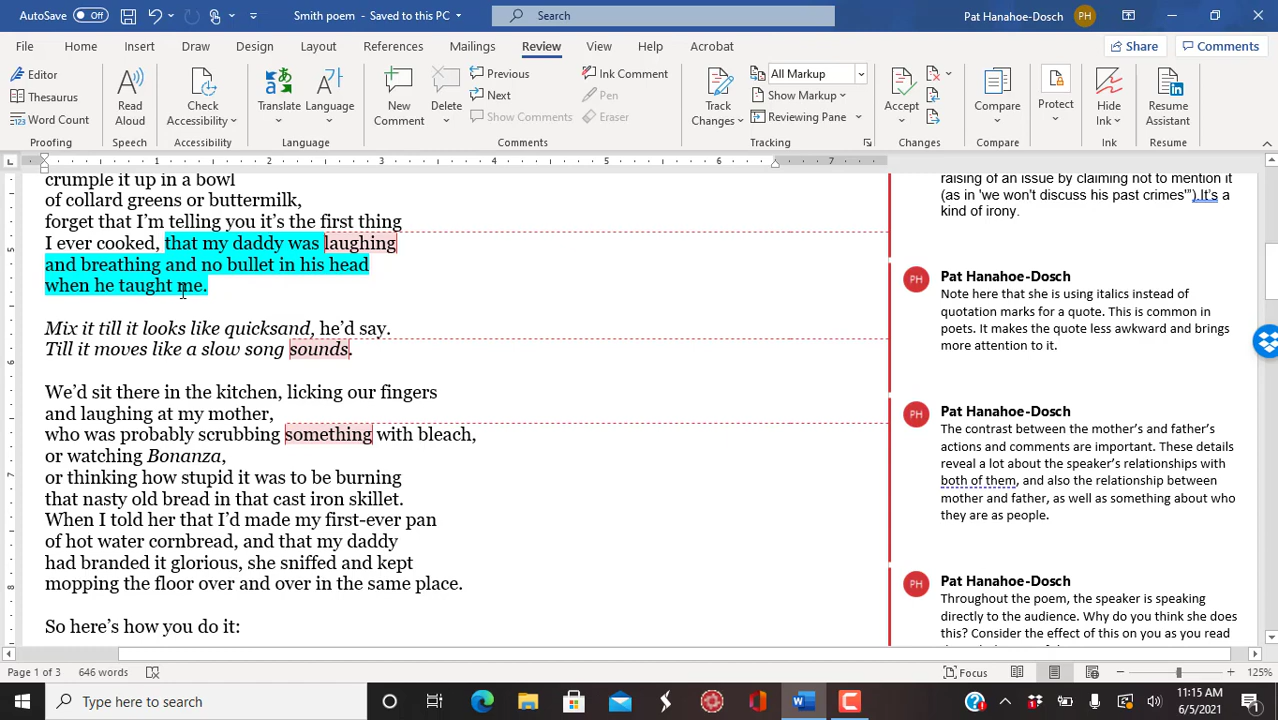 AutoSave Off
Smith poem - Saved to this PC
Search
Pat Hanahoe-Dosch PH
File Home Insert Draw Design Layout References Mailings Review View Help Acrobat Share Comments
Editor
Thesaurus
Word Count
Proofing
Read Aloud
Speech
Check Accessibility
Accessibility
Translate Language
Language
New Comment
Delete
Previous
Next
Show Comments
Ink Comment
Pen
Eraser
Comments
Track Changes
All Markup
Show Markup
Reviewing Pane
Tracking
Accept
Changes
Compare
Compare
Protect
Hide Ink
Ink
Resume Assistant
Resume
1 2 3 4 5 6 7
5
6
7
8
crumple it up in a bowl
of collard greens or buttermilk,
forget that I’m telling you it’s the first thing
I ever cooked, that my daddy was laughing
and breathing and no bullet in his head
when he taught me.
Mix it till it looks like quicksand, he’d say.
Till it moves like a slow song sounds.
We’d sit there in the kitchen, licking our fingers
and laughing at my mother,
who was probably scrubbing something with bleach,
or watching Bonanza,
or thinking how stupid it was to be burning
that nasty old bread in that cast iron skillet.
When I told her that I’d made my first-ever pan
of hot water cornbread, and that my daddy
had branded it glorious, she sniffed and kept
mopping the floor over and over in the same place.
So here’s how you do it:
raising of an issue by claiming not to mention it
(as in 'we won't discuss his past crimes'").It's a
kind of irony.
PH
Pat Hanahoe-Dosch
Note here that she is using italics instead of
quotation marks for a quote. This is common in
poets. It makes the quote less awkward and brings
more attention to it.
PH
Pat Hanahoe-Dosch
The contrast between the mother’s and father’s
actions and comments are important. These details
reveal a lot about the speaker’s relationships with
both of them, and also the relationship between
mother and father, as well as something about who
they are as people.
PH
Pat Hanahoe-Dosch
Throughout the poem, the speaker is speaking
directly to the audience. Why do you think she does
this? Consider the effect of this on you as you read
Page 1 of 3 646 words
Focus
125%
Type here to search
11:15 AM
6/5/2021